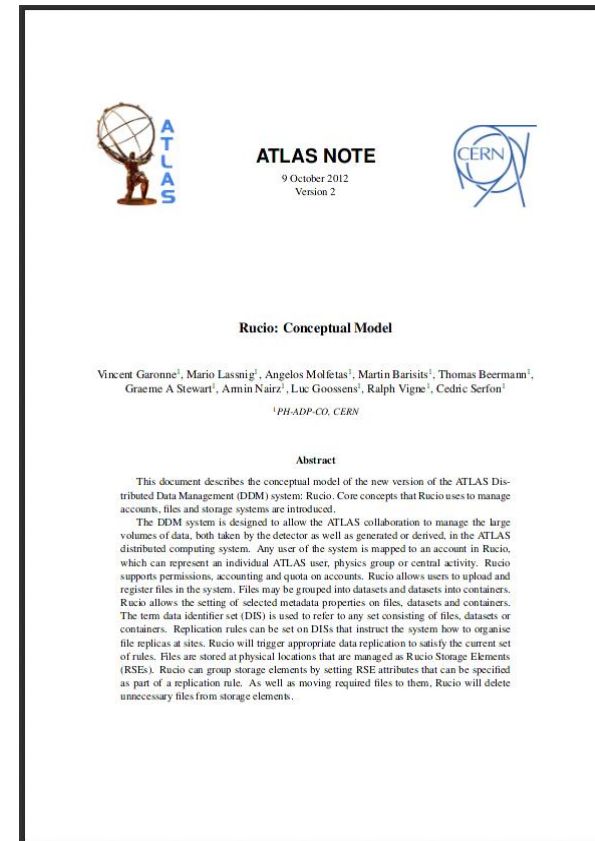 ATLAS
ATLAS NOTE
9 October 2012
Version 2
CERN
Rucio: Conceptual Model
Vincent Garonne1, Mario Lassnig1, Angelos Molfetas1, Martin Barisits1, Thomas Beermann1,
Graeme A Stewart1, Armin Nairz1, Luc Goossens1, Ralph Vigne1, Cedric Serfon1
1PH-ADP-CO, CERN
Abstract
This document describes the conceptual model of the new version of the ATLAS Dis-
tributed Data Management (DDM) system: Rucio. Core concepts that Rucio uses to manage
accounts, files and storage systems are introduced.
The DDM system is designed to allow the ATLAS collaboration to manage the large
volumes of data, both taken by the detector as well as generated or derived, in the ATLAS
distributed computing system. Any user of the system is mapped to an account in Rucio,
which can represent an individual ATLAS user, physics group or central activity. Rucio
supports permissions, accounting and quota on accounts. Rucio allows users to upload and
register files in the system. Files may be grouped into datasets and datasets into containers.
Rucio allows the setting of selected metadata properties on files, datasets and containers.
The term data identifier set (DIS) is used to refer to any set consisting of files, datasets or
containers. Replication rules can be set on DISs that instruct the system how to organise
file replicas at sites. Rucio will trigger appropriate data replication to satisfy the current set
of rules. Files are stored at physical locations that are managed as Rucio Storage Elements
(RSEs). Rucio can group storage elements by setting RSE attributes that can be specified
as part of a replication rule. As well as moving required files to them, Rucio will delete
unnecessary files from storage elements.